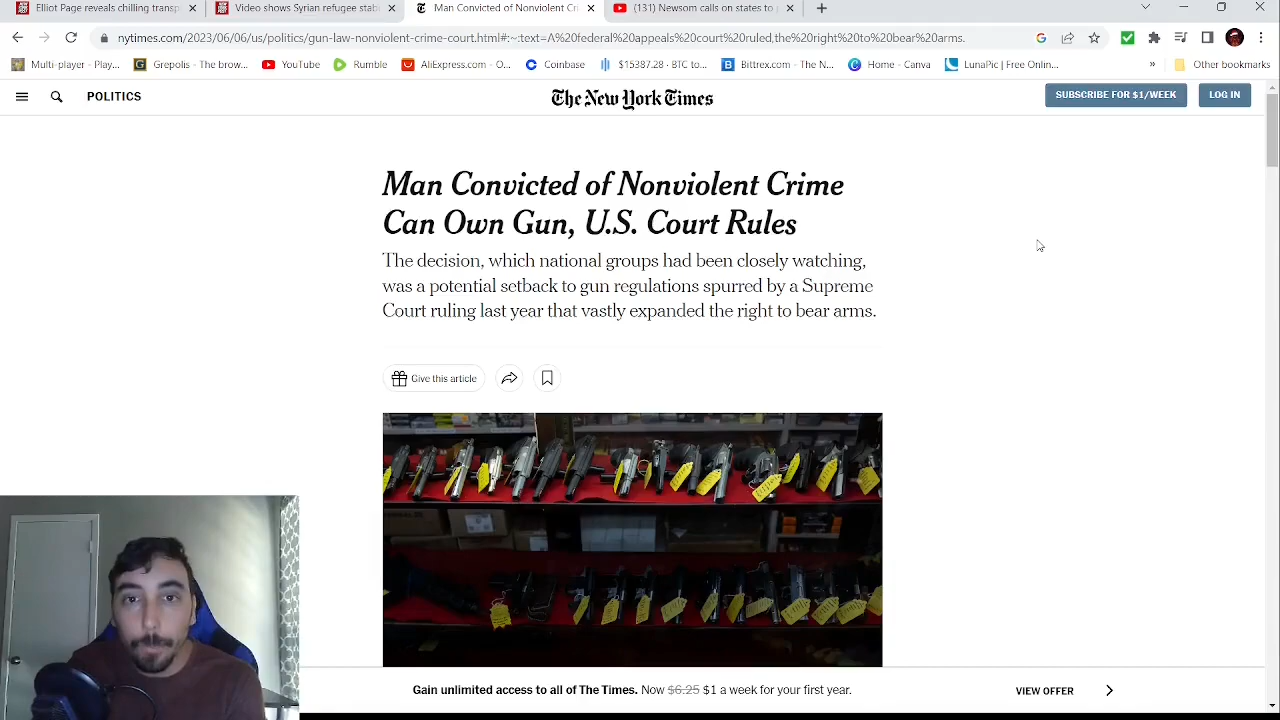 Elliot Page reveals chilling transp
Video shows Syrian refugee stab
Man Convicted of Nonviolent Cri
(131) Newsom calls on states to p
nytimes.com/2023/06/06/us/politics/gun-law-nonviolent-crime-court.html#:~:text=A%20federal%20appeals%20court%20ruled,the%20right%20to%20bear%20arms.
Multi-player - Play...
Grepolis - The brow...
YouTube
Rumble
AliExpress.com - O...
Coinbase
$15387.28 - BTC to...
Bittrex.com - The N...
Home - Canva
LunaPic | Free Onlin...
»
Other bookmarks
POLITICS
The New York Times
SUBSCRIBE FOR $1/WEEK
LOG IN
Man Convicted of Nonviolent Crime
Can Own Gun, U.S. Court Rules
The decision, which national groups had been closely watching,
was a potential setback to gun regulations spurred by a Supreme
Court ruling last year that vastly expanded the right to bear arms.
Give this article
Gain unlimited access to all of The Times. Now $6.25 $1 a week for your first year.
VIEW OFFER